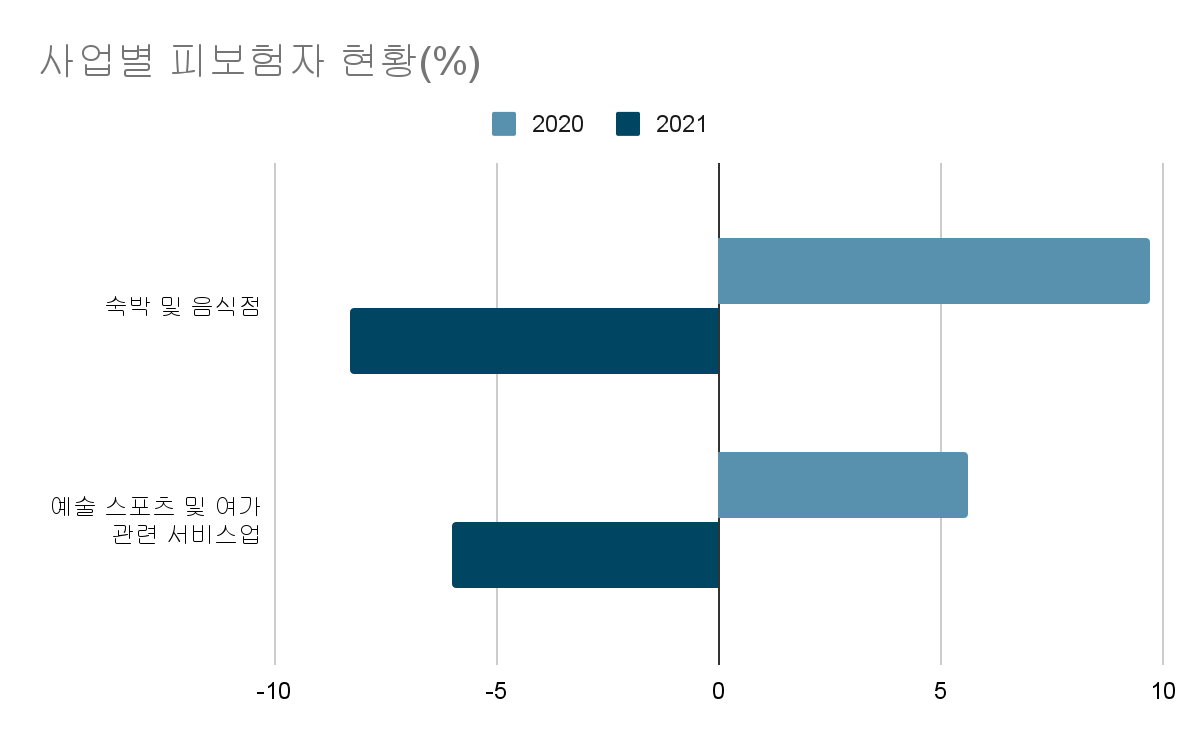 사업별 피보험자 현황(%)
2020 2021
숙박 및 음식점
예술 스포츠 및 여가
관련 서비스업
-10 -5 0 5 10